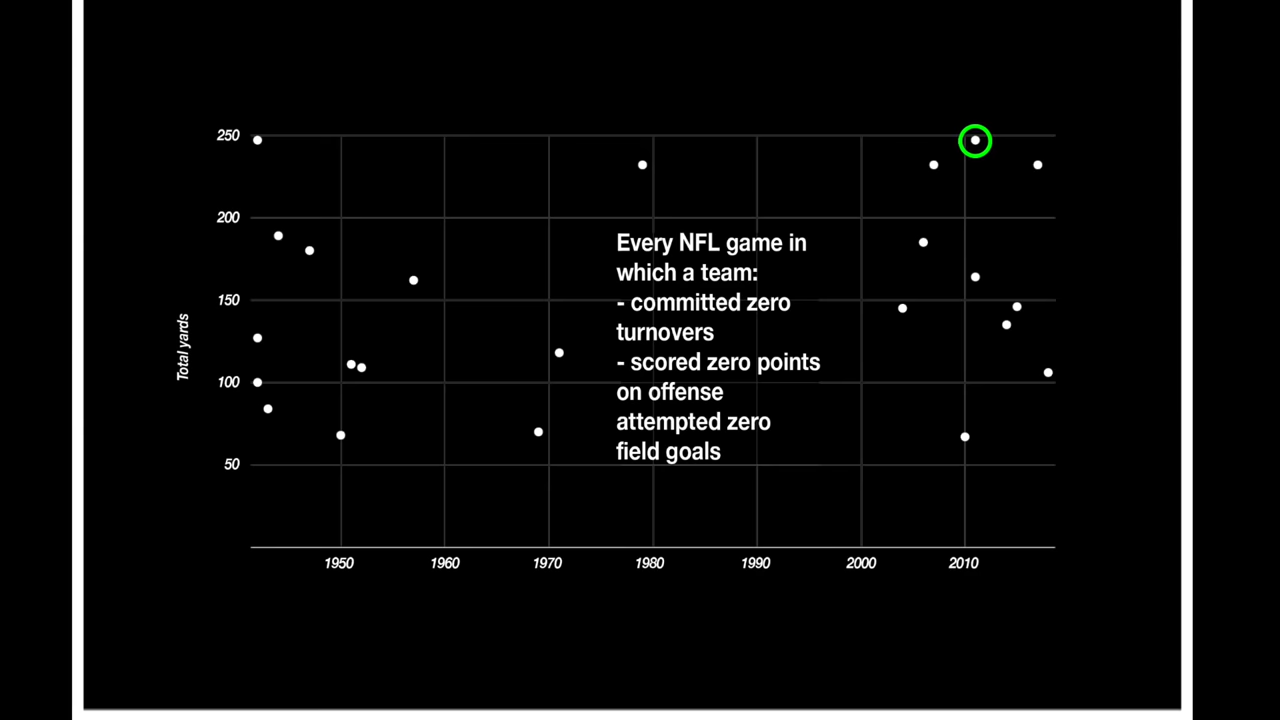 250
200
150
100
50
Total yards
Every NFL game in
which a team:
- committed zero
turnovers
- scored zero points
on offense
attempted zero
field goals
1950
1960
1970
1980
1990
2000
2010